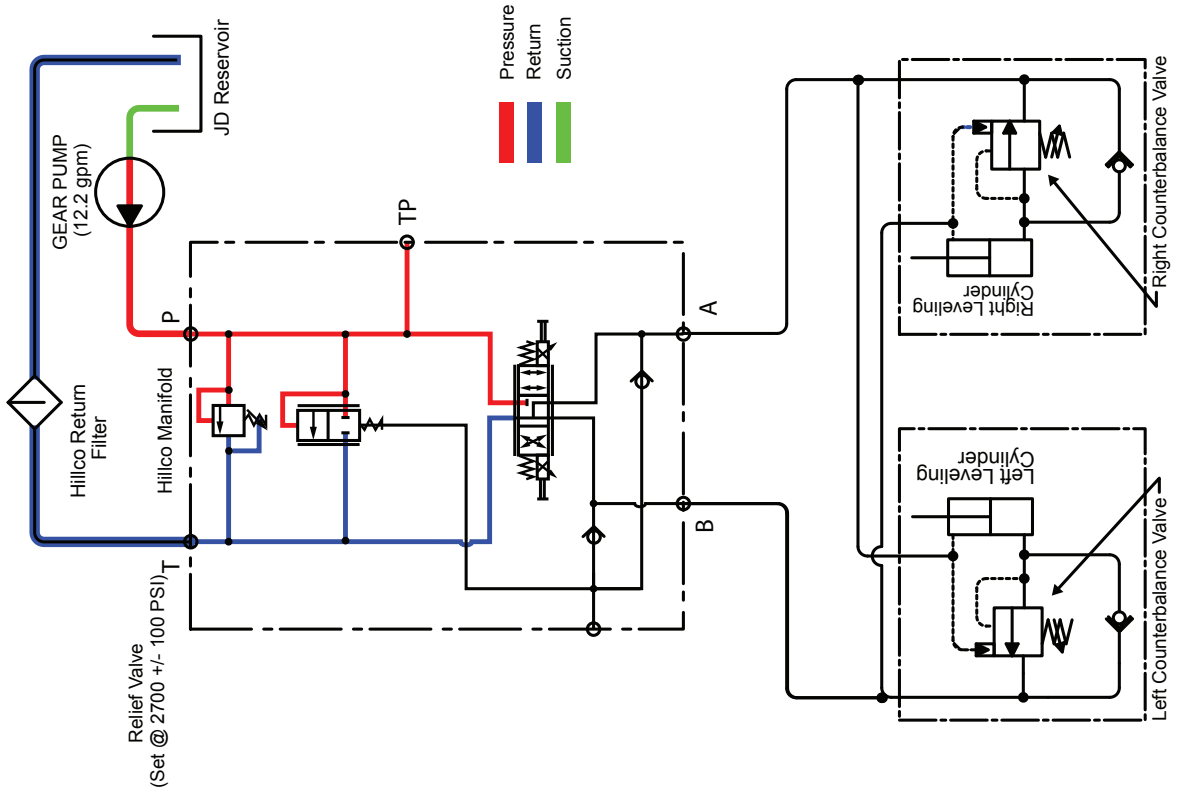 JD Reservoir
GEAR PUMP
(12.2 gpm)
Pressure
Return
Suction
Hillco Return
Filter
Hillco Manifold
P
T
TP
A
B
Relief Valve
(Set @ 2700 +/- 100 PSI)
Right Leveling
Cylinder
Right Counterbalance Valve
Left Leveling
Cylinder
Left Counterbalance Valve